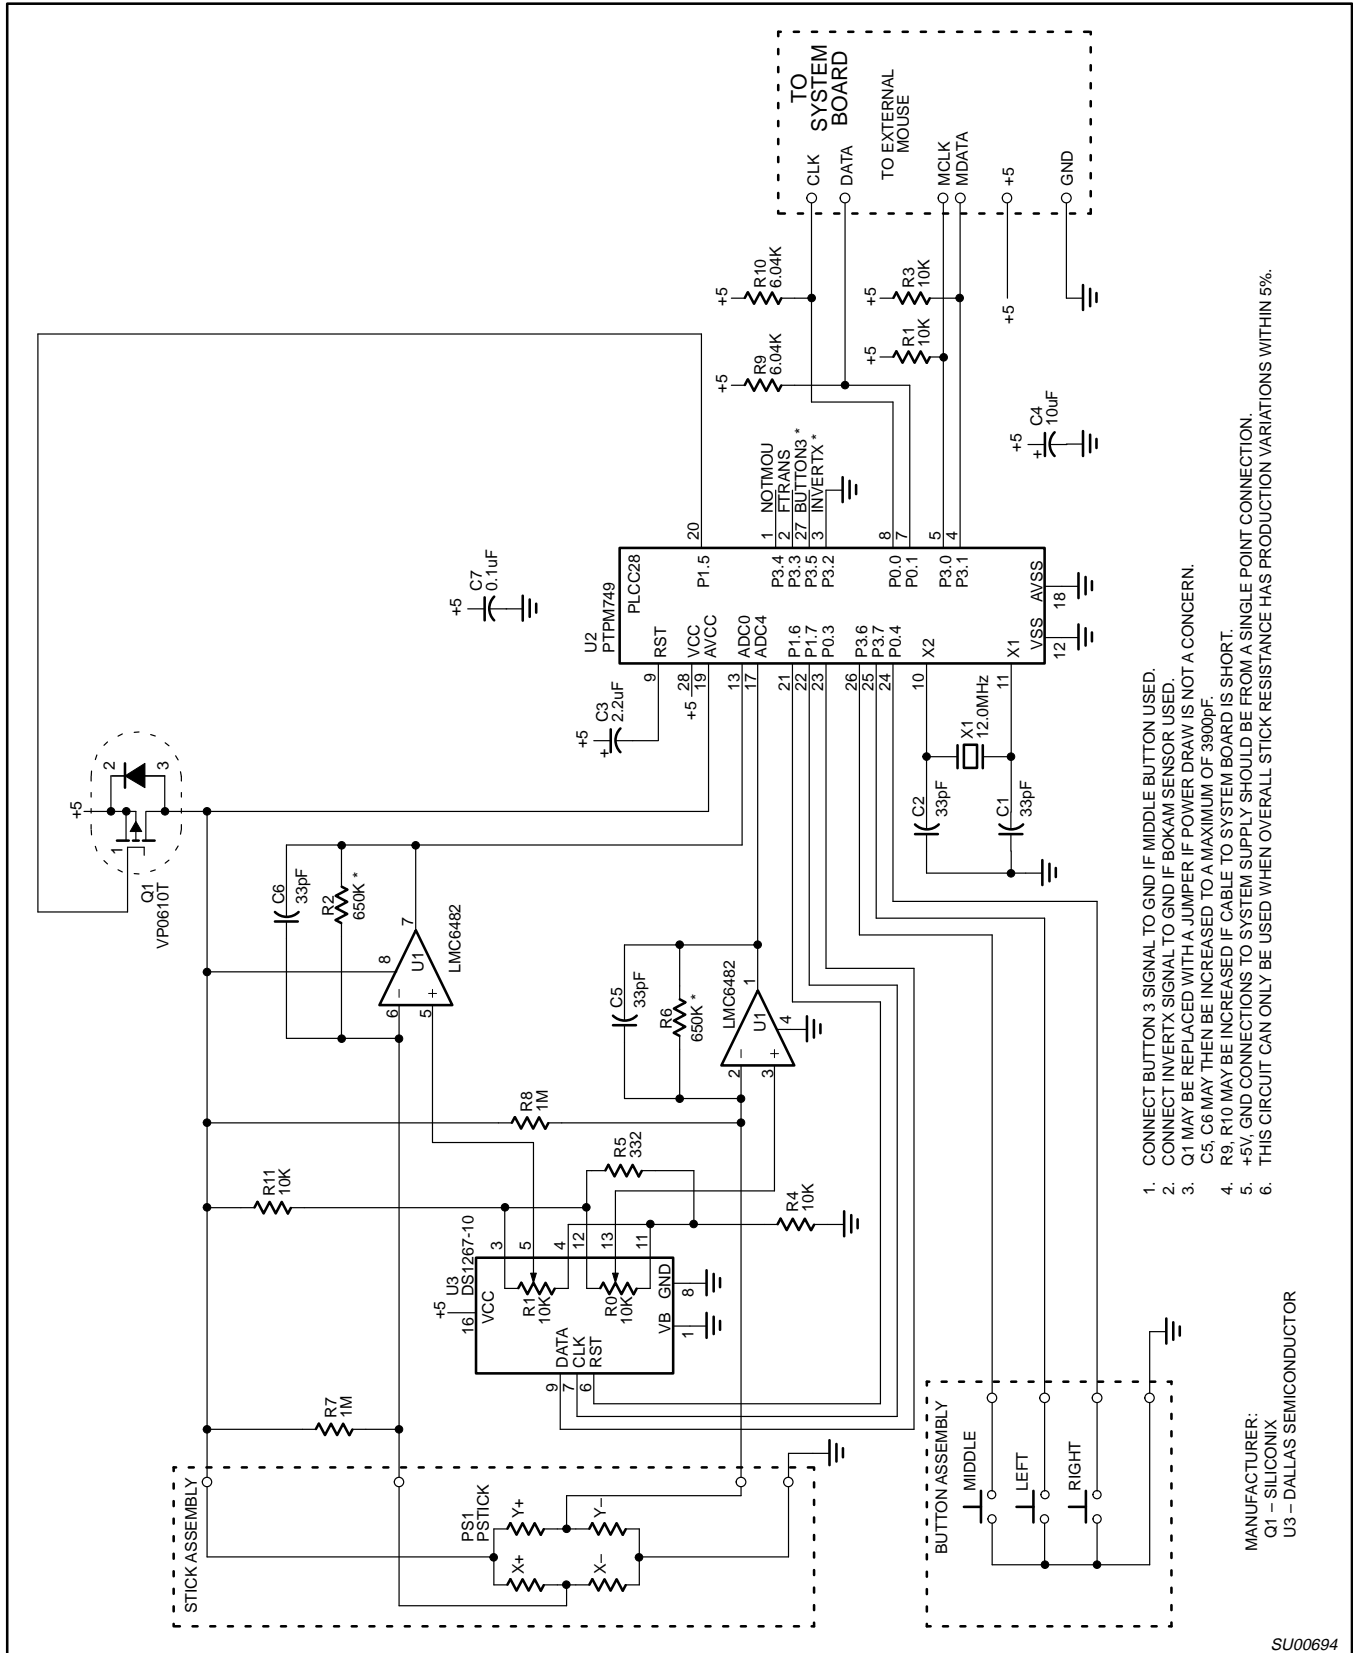 TO
SYSTEM
BOARD
CLK
DATA
TO EXTERNAL
MOUSE
MCLK
MDATA
+5
GND
+5
R10
6.04K
+5
R9
6.04K
+5
R3
10K
+5
R1
10K
+5
+5
+
C4
10uF
+5
C7
0.1uF
U2
PTPM749
PLCC28
RST
VCC
AVCC
ADC0
ADC4
P1.6
P1.7
P0.3
P3.6
P3.7
P0.4
X2
X1
VSS
AVSS
P1.5
P3.4
P3.3
P3.5
P3.2
P0.0
P0.1
P3.0
P3.1
20
1
NOTMOU
2
FTRANS
27
BUTTON3 *
3
INVERTX *
8
7
5
4
9
28
+5
19
13
17
21
22
23
26
25
24
10
11
12
18
+5
+
C3
2.2uF
X1
12.0MHz
C2
33pF
C1
33pF
+5
1
2
3
Q1
VP0610T
C6
33pF
R2
650K *
7
8
U1
LMC6482
–
+
6
5
C5
33pF
R6
650K *
LMC6482
1
U1
4
–
+
2
3
R8
1M
R11
10K
R5
332
R4
10K
3
5
4
12
13
11
U3
DS1267-10
+5
16
VCC
R1
10K
R0
10K
VB
GND
1
8
DATA
CLK
RST
9
7
6
R7
1M
STICK ASSEMBLY
PS1
PSTICK
X+
Y+
X–
Y–
BUTTON ASSEMBLY
MIDDLE
LEFT
RIGHT
1. CONNECT BUTTON 3 SIGNAL TO GND IF MIDDLE BUTTON USED.
2. CONNECT INVERTX SIGNAL TO GND IF BOKAM SENSOR USED.
3. Q1 MAY BE REPLACED WITH A JUMPER IF POWER DRAW IS NOT A CONCERN.
C5, C6 MAY THEN BE INCREASED TO A MAXIMUM OF 3900pF.
4. R9, R10 MAY BE INCREASED IF CABLE TO SYSTEM BOARD IS SHORT.
5. +5V, GND CONNECTIONS TO SYSTEM SUPPLY SHOULD BE FROM A SINGLE POINT CONNECTION.
6. THIS CIRCUIT CAN ONLY BE USED WHEN OVERALL STICK RESISTANCE HAS PRODUCTION VARIATIONS WITHIN 5%.
MANUFACTURER:
Q1 – SILICONIX
U3 – DALLAS SEMICONDUCTOR
SU00694